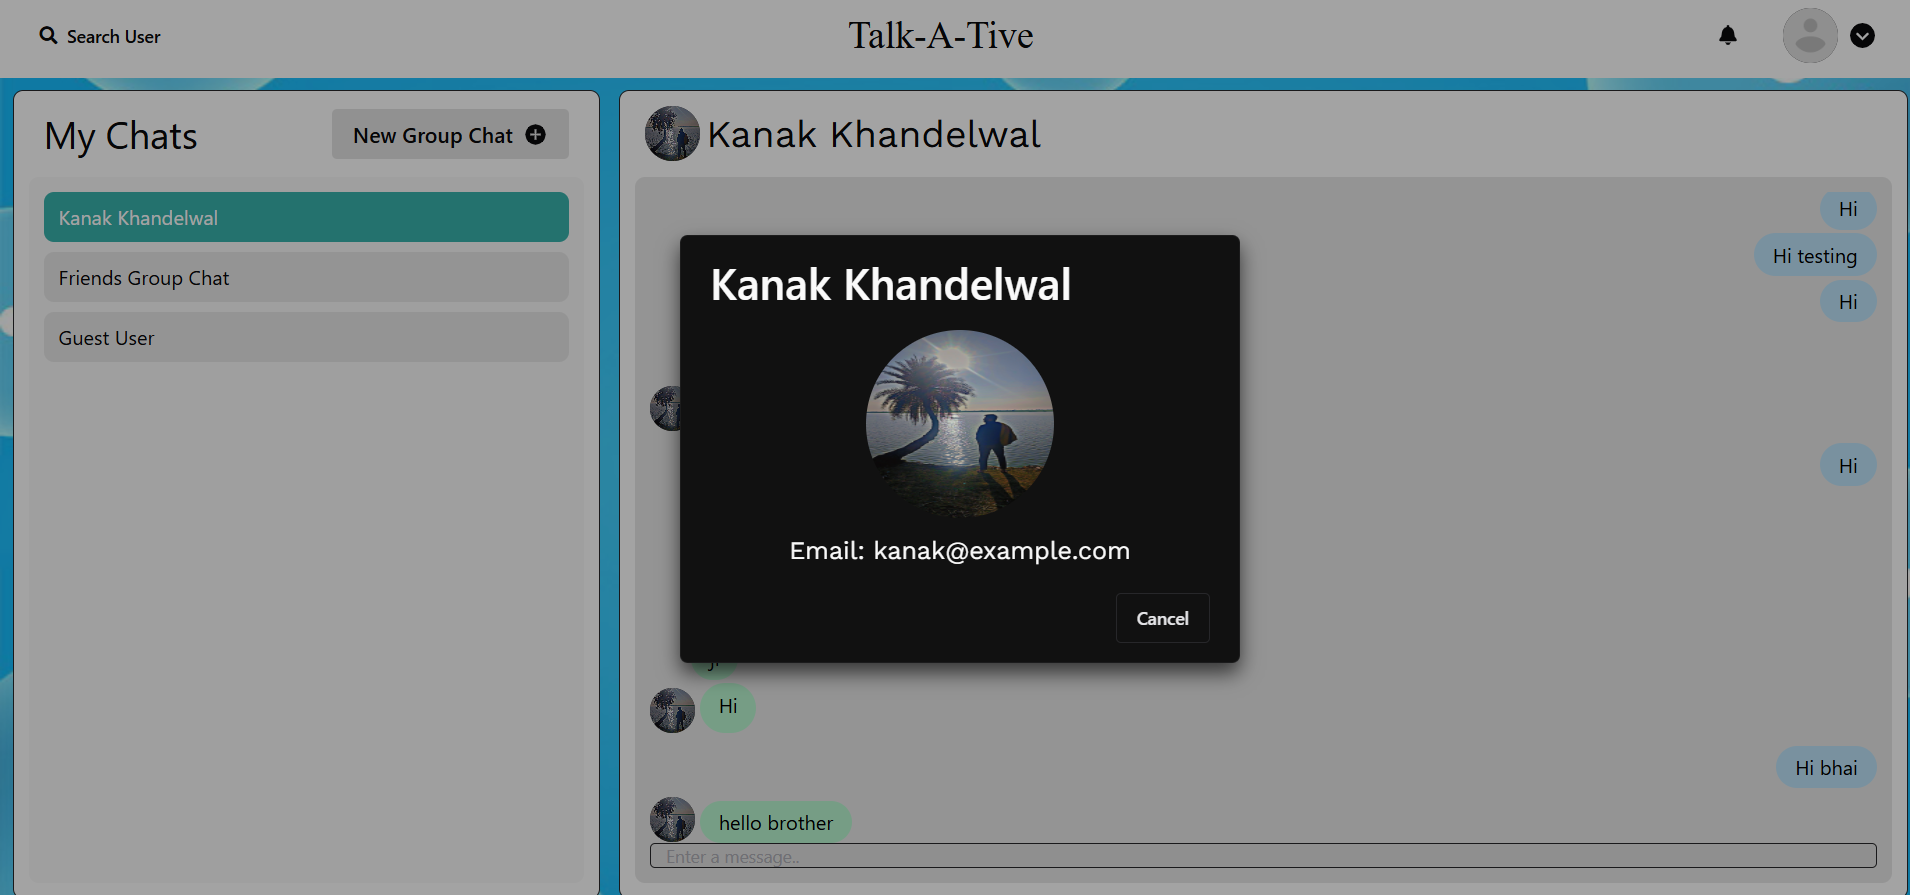 Search User
Talk-A-Tive
My Chats
New Group Chat
Kanak Khandelwal
Friends Group Chat
Guest User
Kanak Khandelwal
Hi
Hi testing
Hi
Kanak Khandelwal
Email: kanak@example.com
Cancel
Hi
Hi
Hi bhai
hello brother
Enter a message..